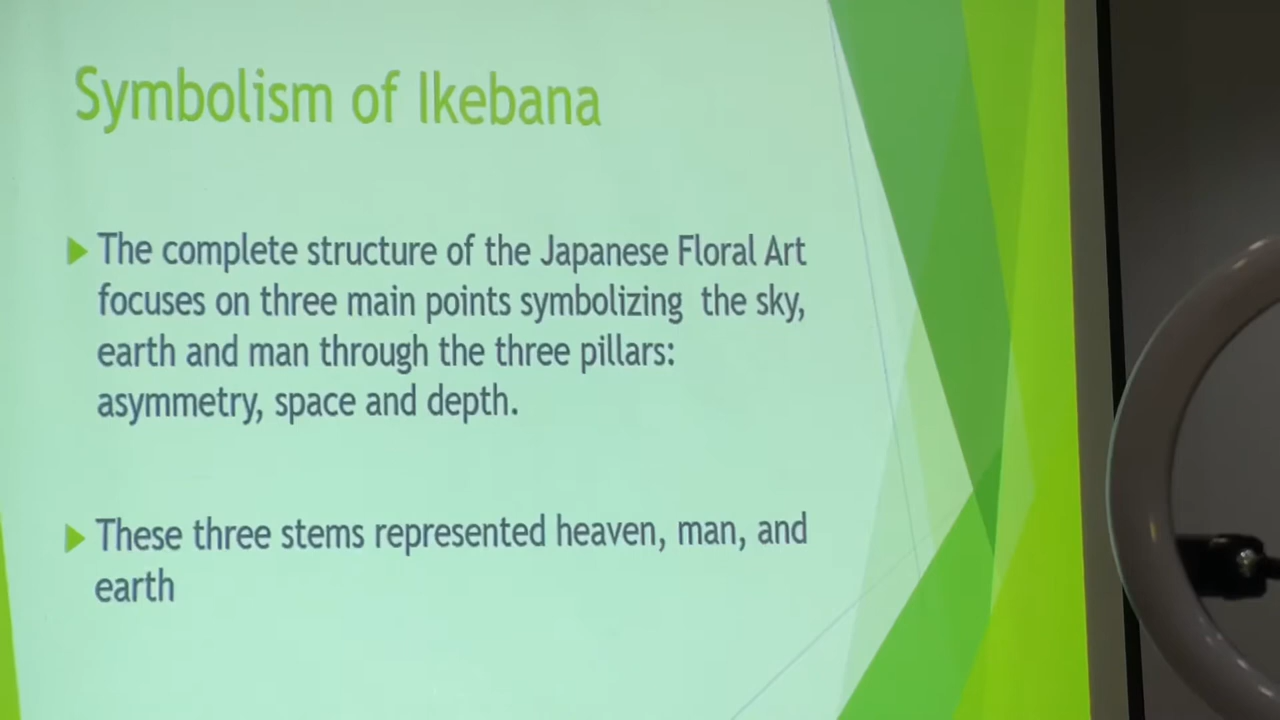 Symbolism of Ikebana
The complete structure of the Japanese Floral Art
focuses on three main points symbolizing the sky,
earth and man through the three pillars:
asymmetry, space and depth.
These three stems represented heaven, man, and
earth